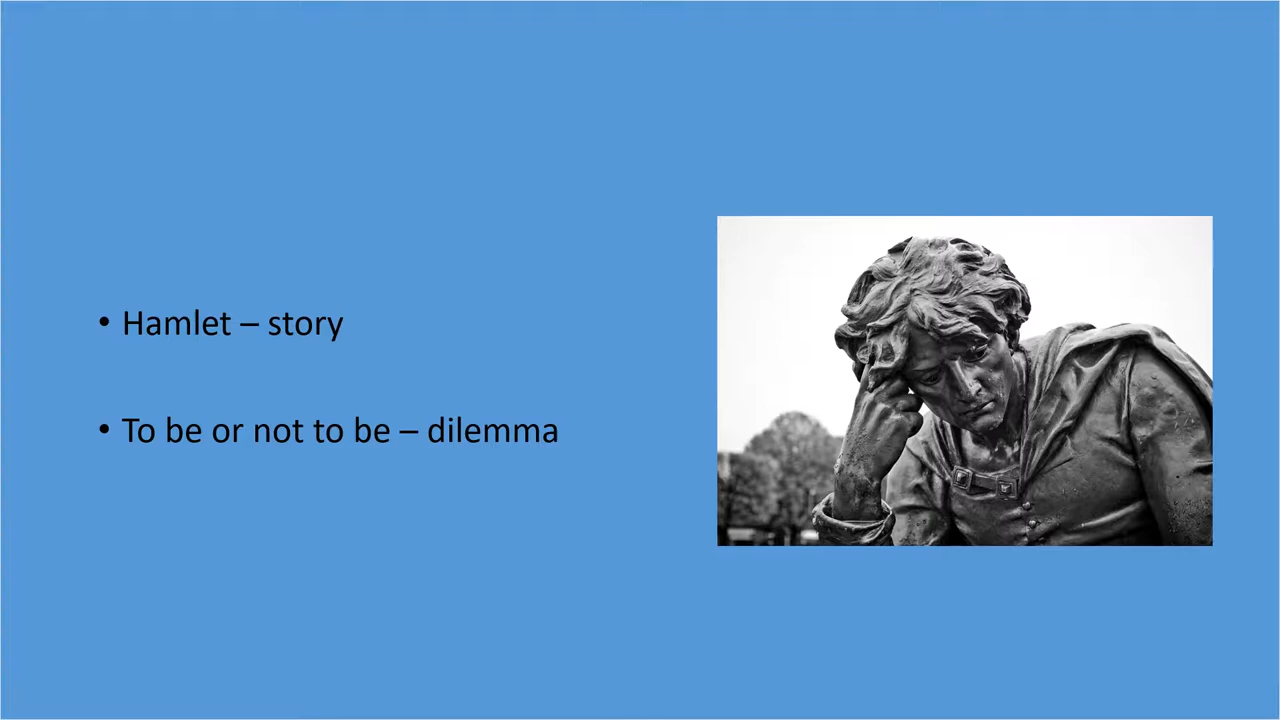 • Hamlet – story
• To be or not to be – dilemma